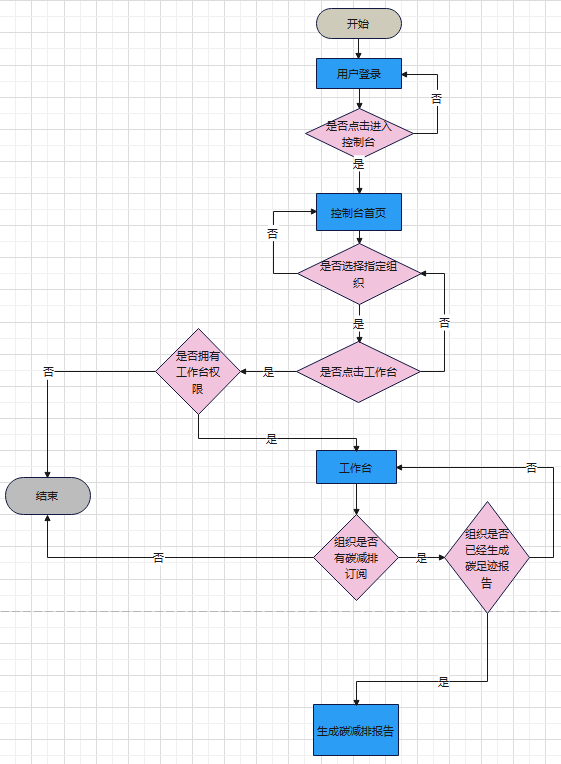 开始
用户登录
否
是否点击进入
控制台
是
控制台首页
否
是否选择指定组
织
是
否
是否拥有
工作台权
限
否
是
是否点击工作台
是
工作台
否
结束
组织是否
有碳减排
订阅
组织是否
已经生成
碳足迹报
告
否
是
是
生成碳减排报告